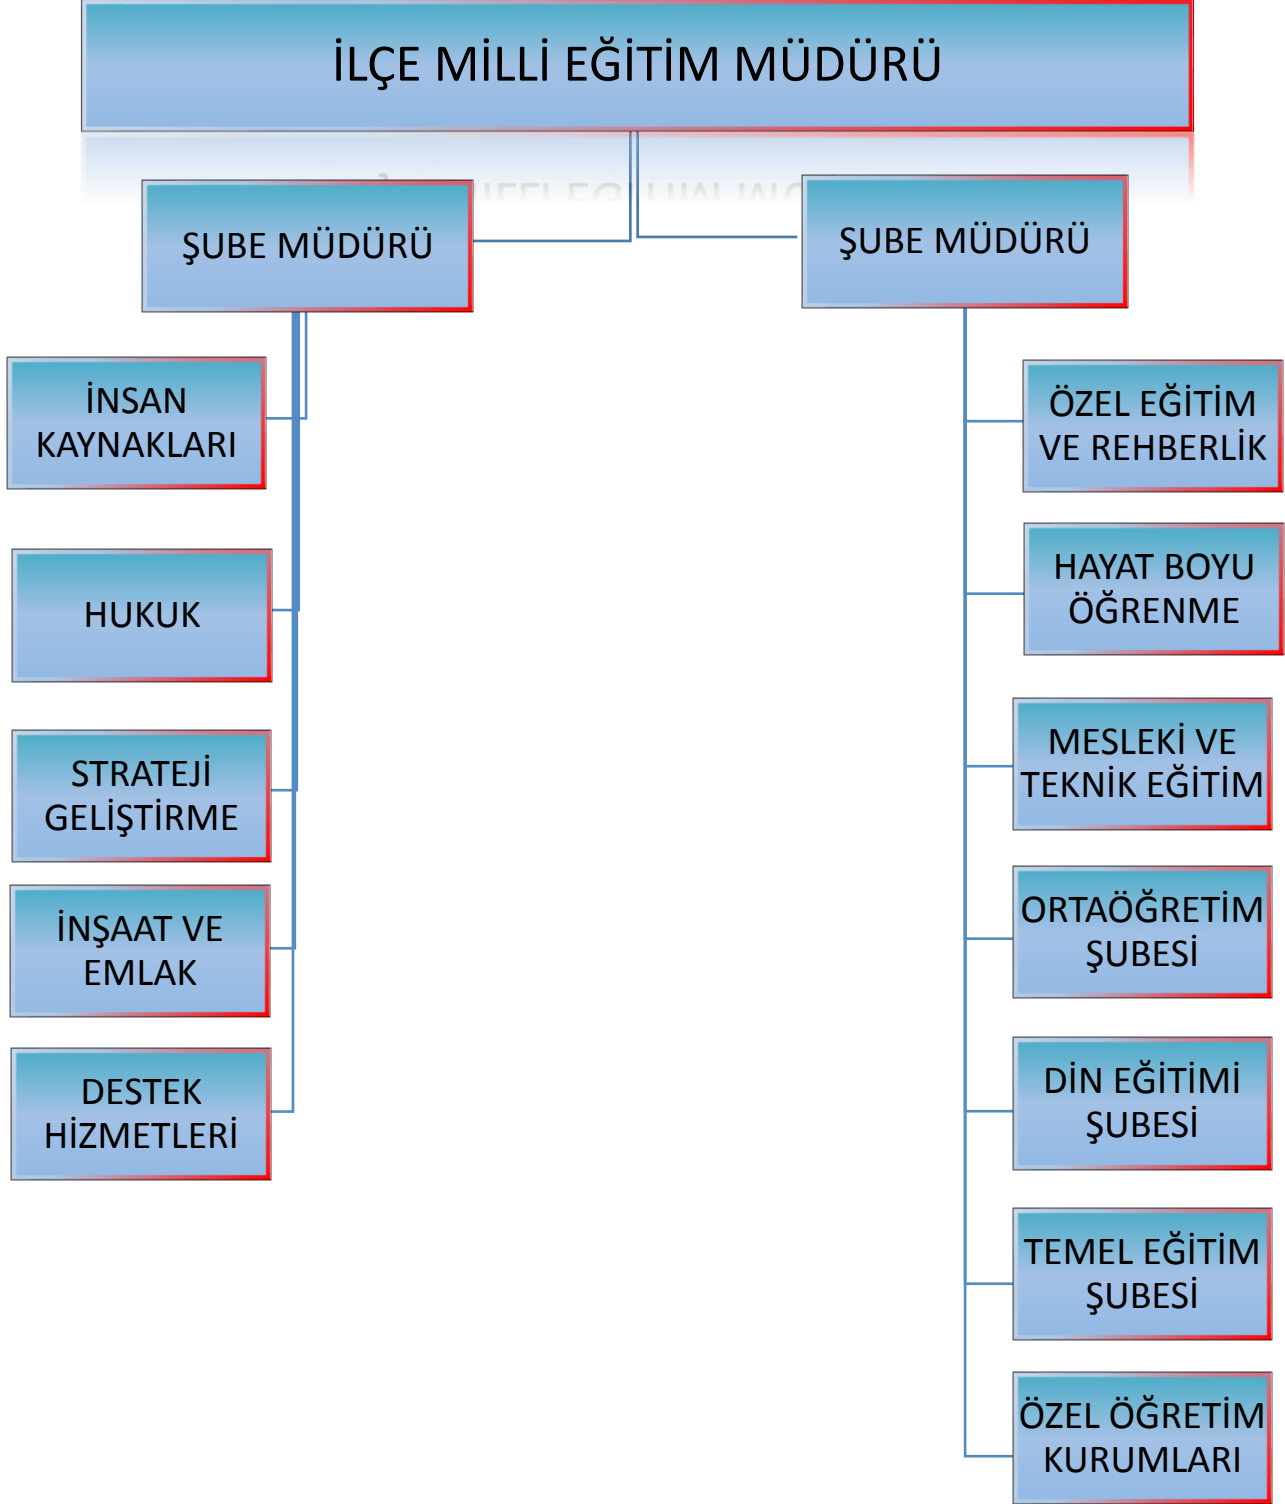 İLÇE MİLLİ EĞİTİM MÜDÜRÜ
ŞUBE MÜDÜRÜ
ŞUBE MÜDÜRÜ
İNSAN
KAYNAKLARI
HUKUK
STRATEJİ
GELİŞTİRME
İNŞAAT VE
EMLAK
DESTEK
HİZMETLERİ
ÖZEL EĞİTİM
VE REHBERLİK
HAYAT BOYU
ÖĞRENME
MESLEKİ VE
TEKNİK EĞİTİM
ORTAÖĞRETİM
ŞUBESİ
DİN EĞİTİMİ
ŞUBESİ
TEMEL EĞİTİM
ŞUBESİ
ÖZEL ÖĞRETİM
KURUMLARI